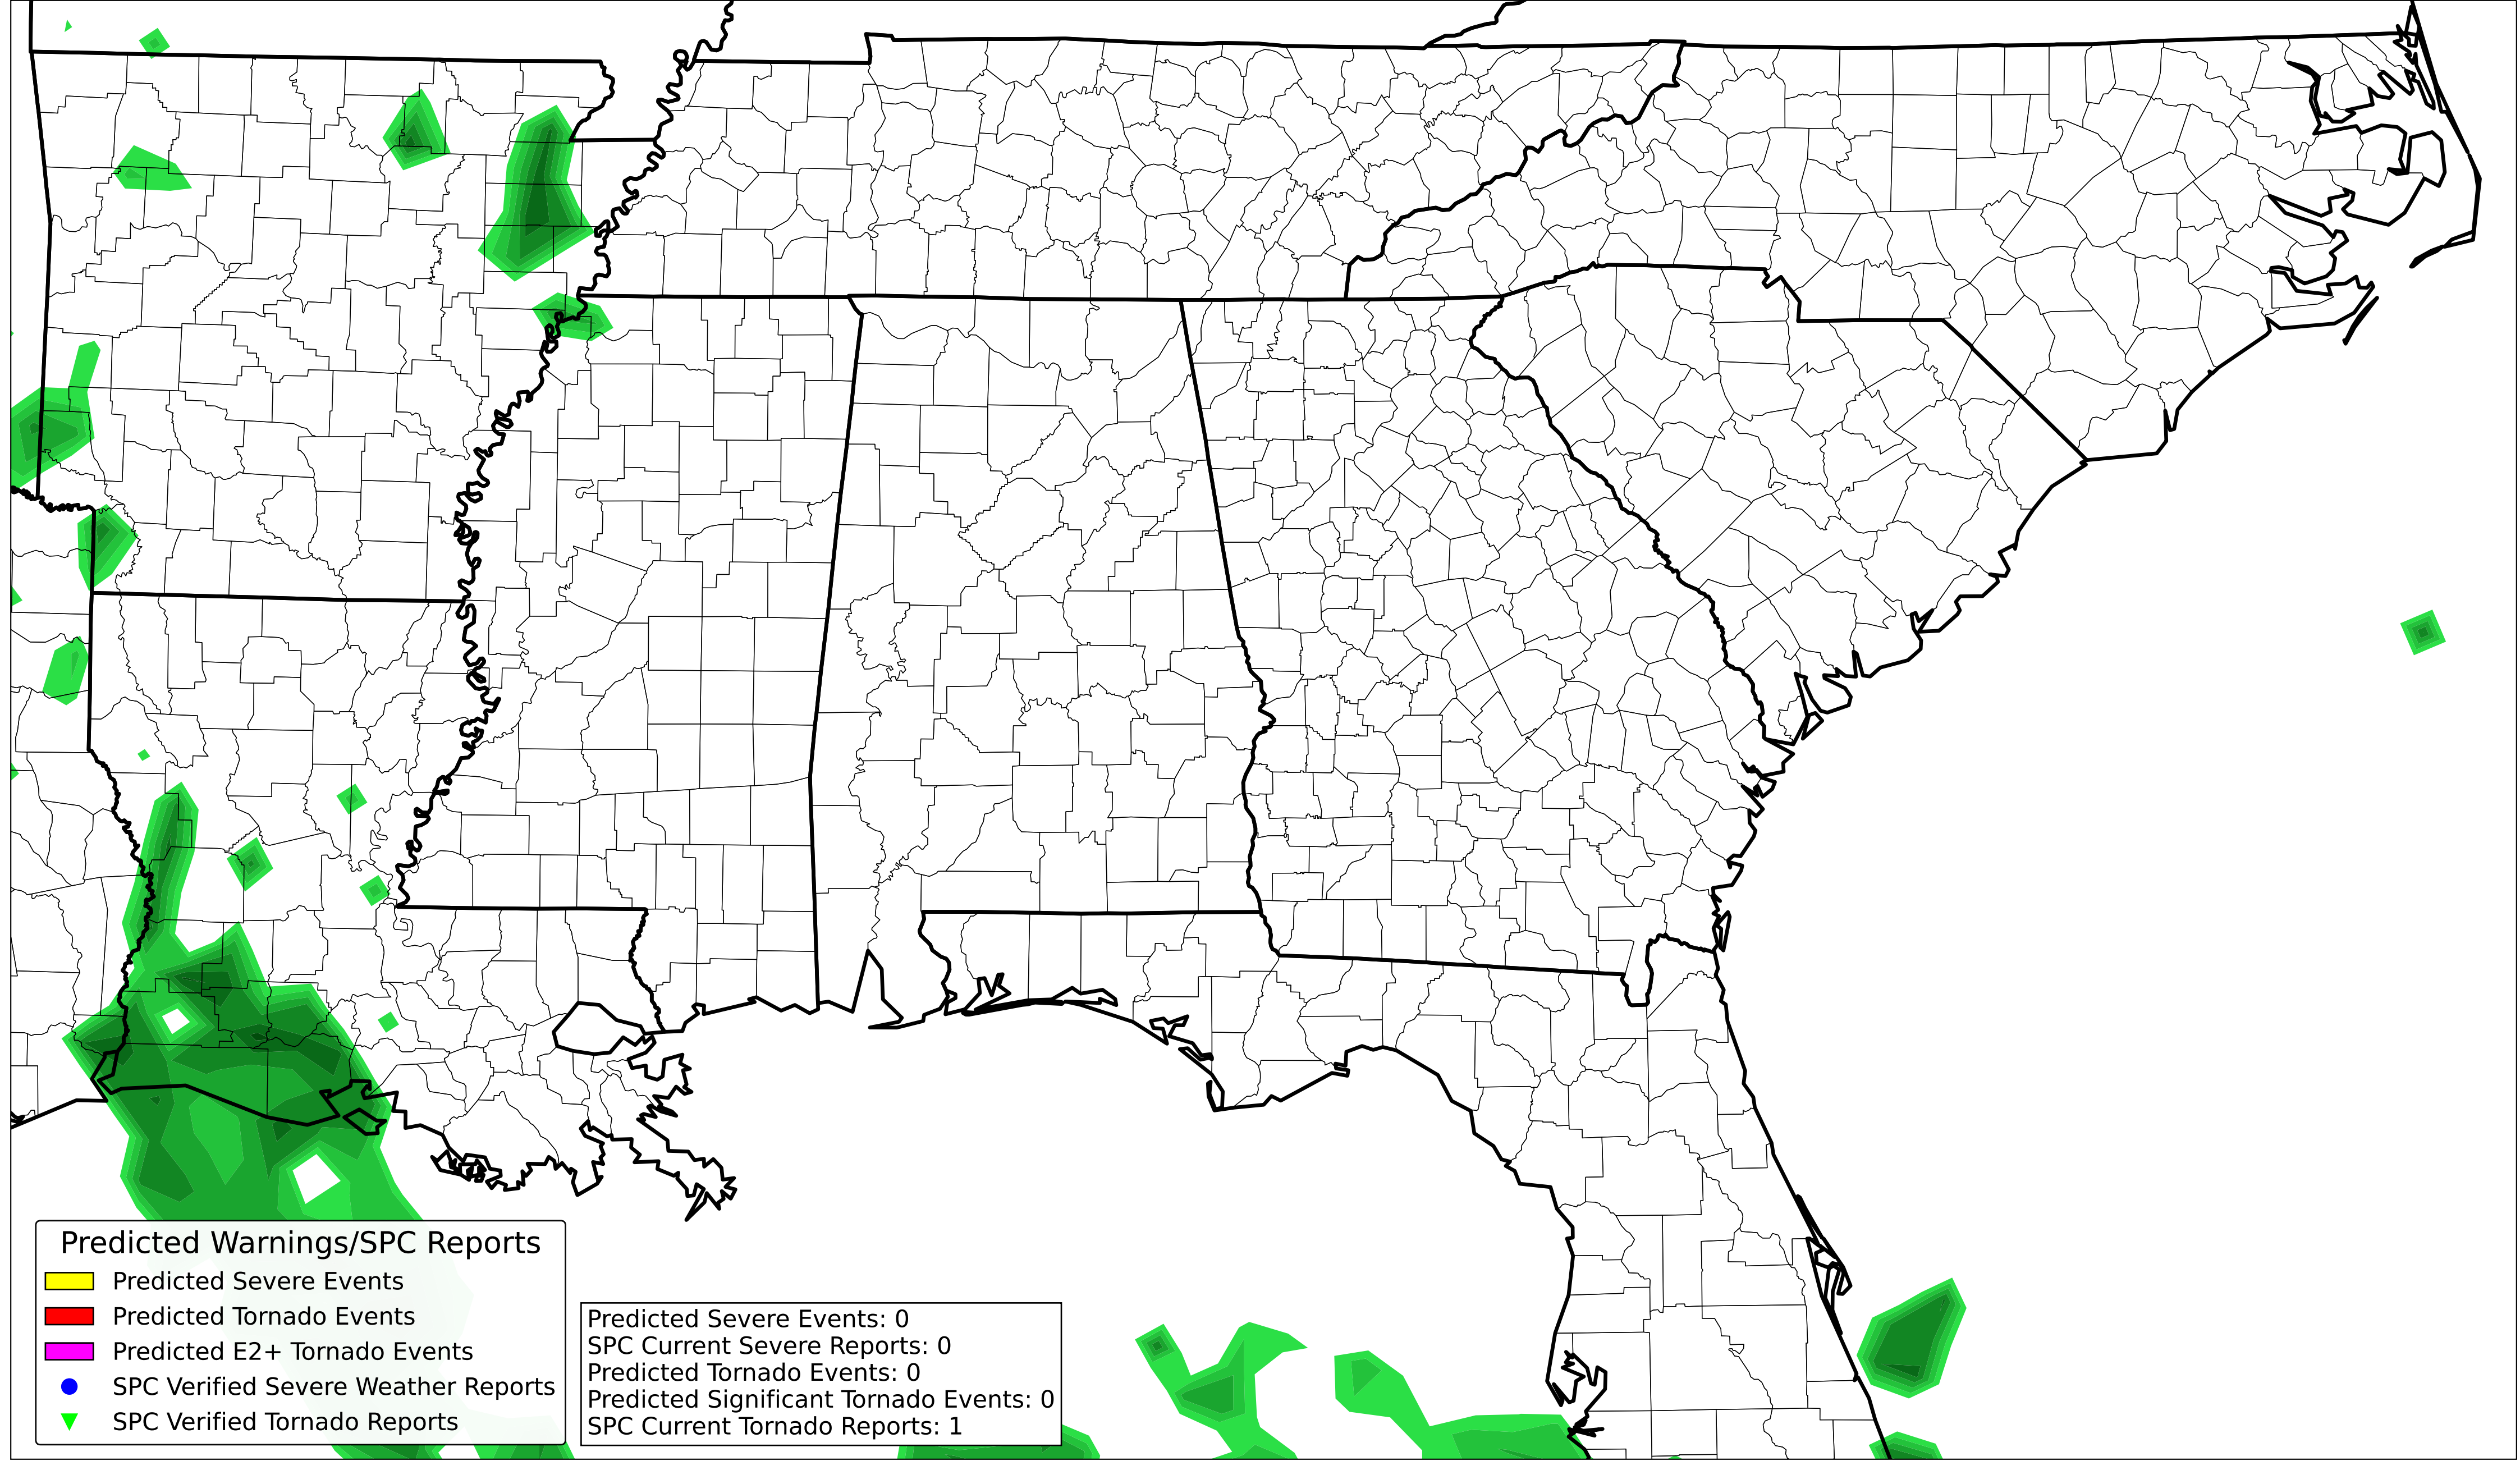 Predicted Warnings/SPC Reports
Predicted Severe Events
Predicted Tornado Events
Predicted E2+ Tornado Events
SPC Verified Severe Weather Reports
SPC Verified Tornado Reports
Predicted Severe Events: 0
SPC Current Severe Reports: 0
Predicted Tornado Events: 0
Predicted Significant Tornado Events: 0
SPC Current Tornado Reports: 1